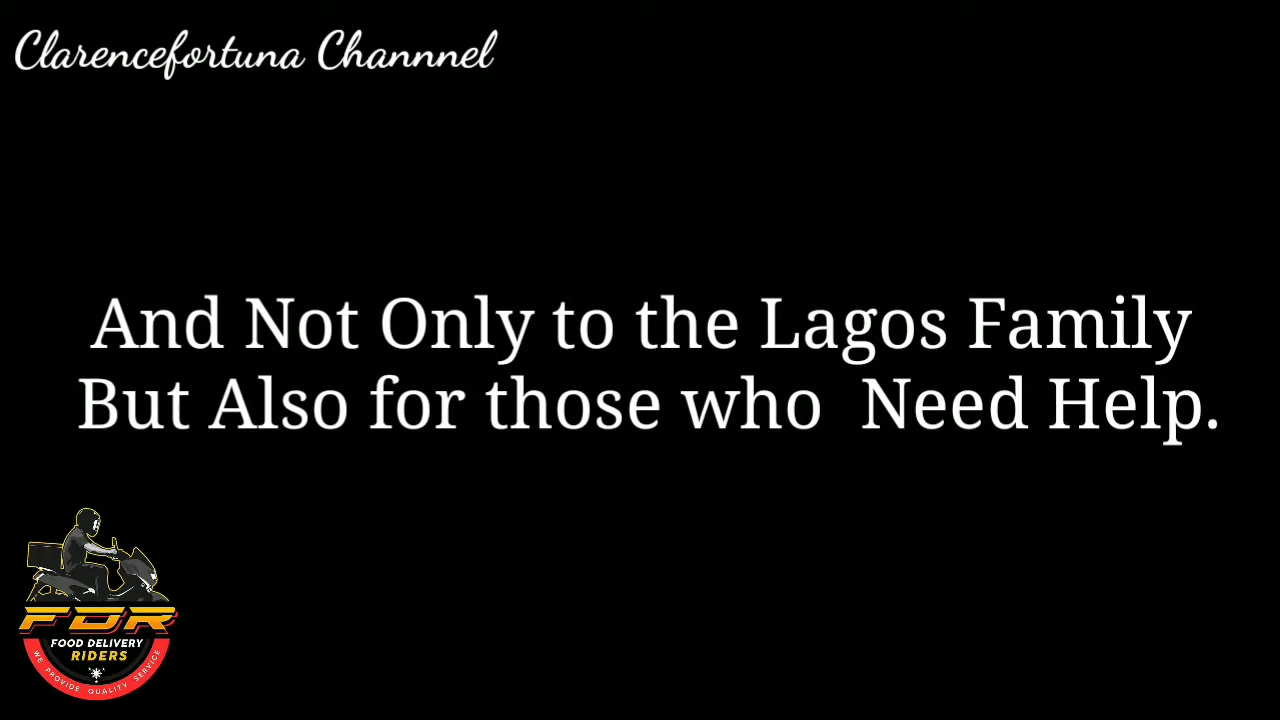 Clarencefortuna Channnel
And Not Only to the Lagos Family
But Also for those who  Need Help.
FDR
FOOD DELIVERY
RIDERS
WE PROVIDE QUALITY SERVICE